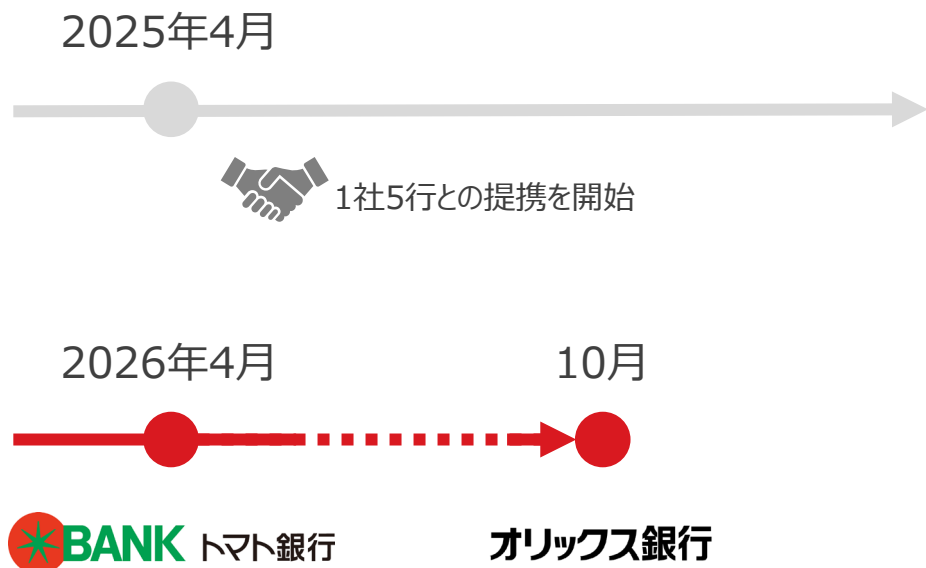 2025年4月
1社5行との提携を開始
2026年4月
10月
BANK トマト銀行
オリックス銀行